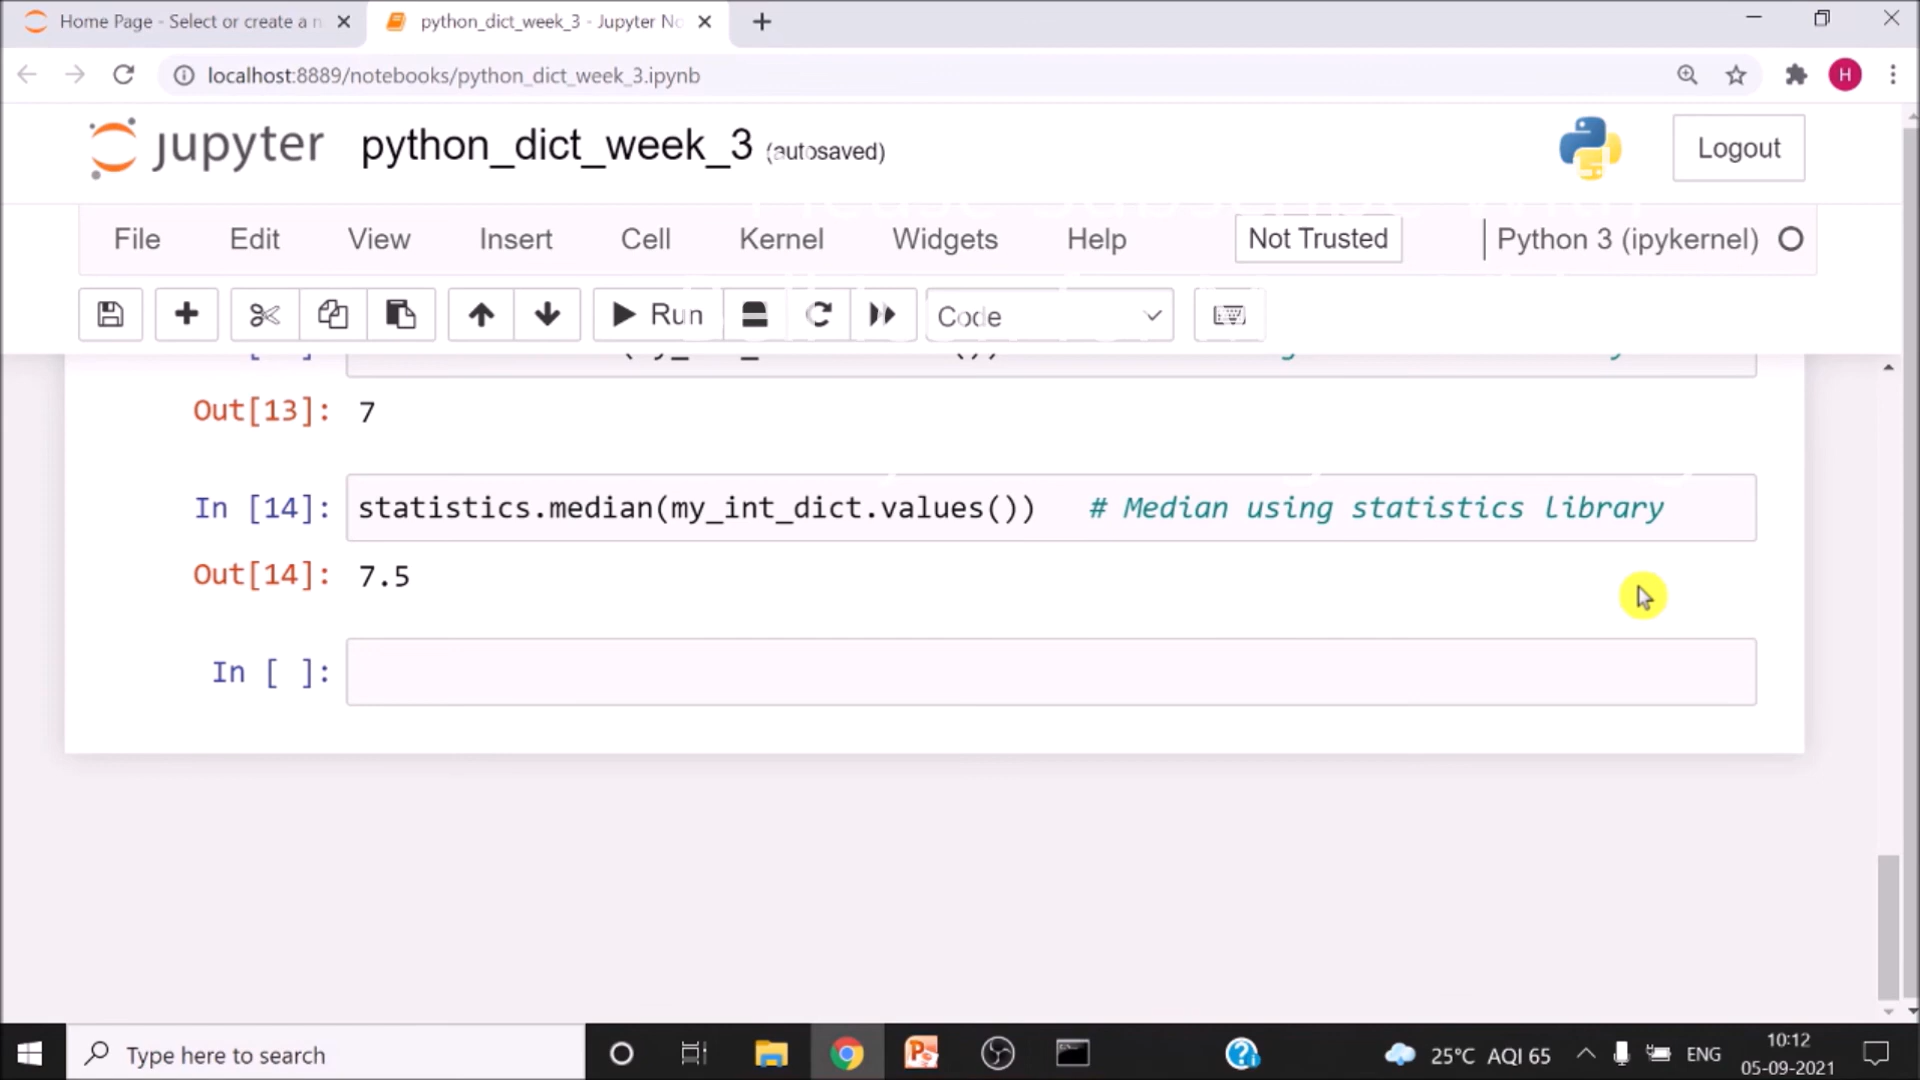 Home Page - Select or create a n
python_dict_week_3 - Jupyter No
localhost:8889/notebooks/python_dict_week_3.ipynb
H
jupyter python_dict_week_3 (autosaved)
Logout
File Edit View Insert Cell Kernel Widgets Help Not Trusted Python 3 (ipykernel)
Run Code
Out[13]: 7
In [14]: statistics.median(my_int_dict.values()) # Median using statistics library
Out[14]: 7.5
In [ ]:
Type here to search
25°C AQI 65
ENG
10:12
05-09-2021